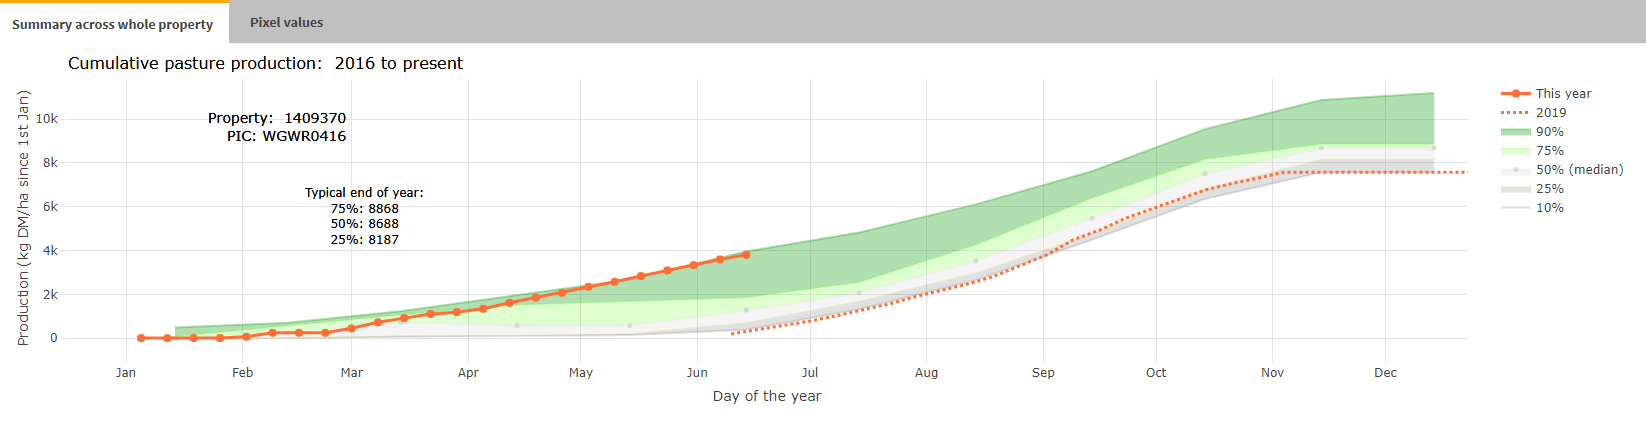 Summary across whole property
Pixel values
Cumulative pasture production: 2016 to present
Property: 1409370
PIC: WGWR0416
Typical end of year:
75%: 8868
50%: 8688
25%: 8187
Production (kg DM/ha since 1st Jan)
10k
8k
6k
4k
2k
0
Jan Feb Mar Apr May Jun Jul Aug Sep Oct Nov Dec
Day of the year
This year
2019
90%
75%
50% (median)
25%
10%